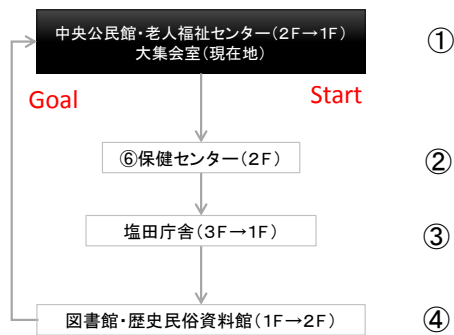 中央公民館・老人福祉センター(2F→1F)
大集会室(現在地)
①
Goal
Start
⑥保健センター(2F)
②
塩田庁舎(3F→1F)
③
図書館・歴史民俗資料館(1F→2F)
④